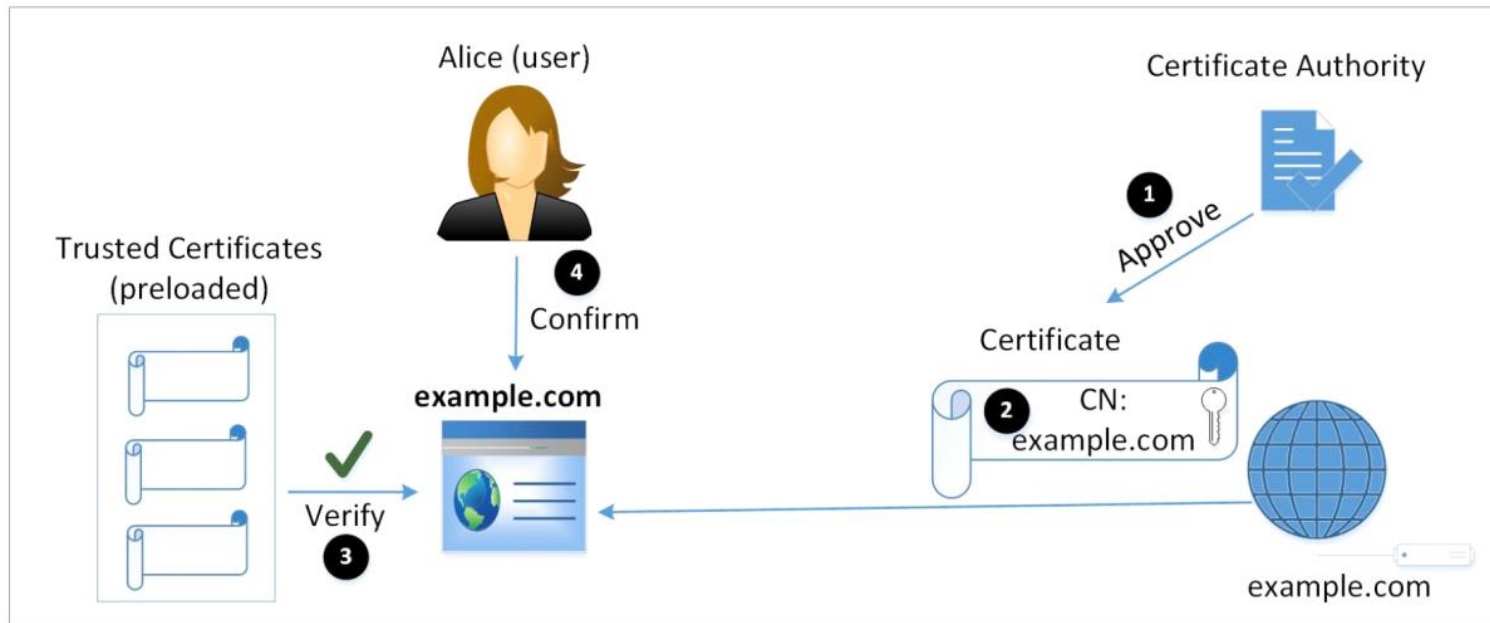 Alice (user)
Certificate Authority
1
Approve
Trusted Certificates
(preloaded)
4
Confirm
Certificate
example.com
2
CN:
example.com
Verify
3
example.com